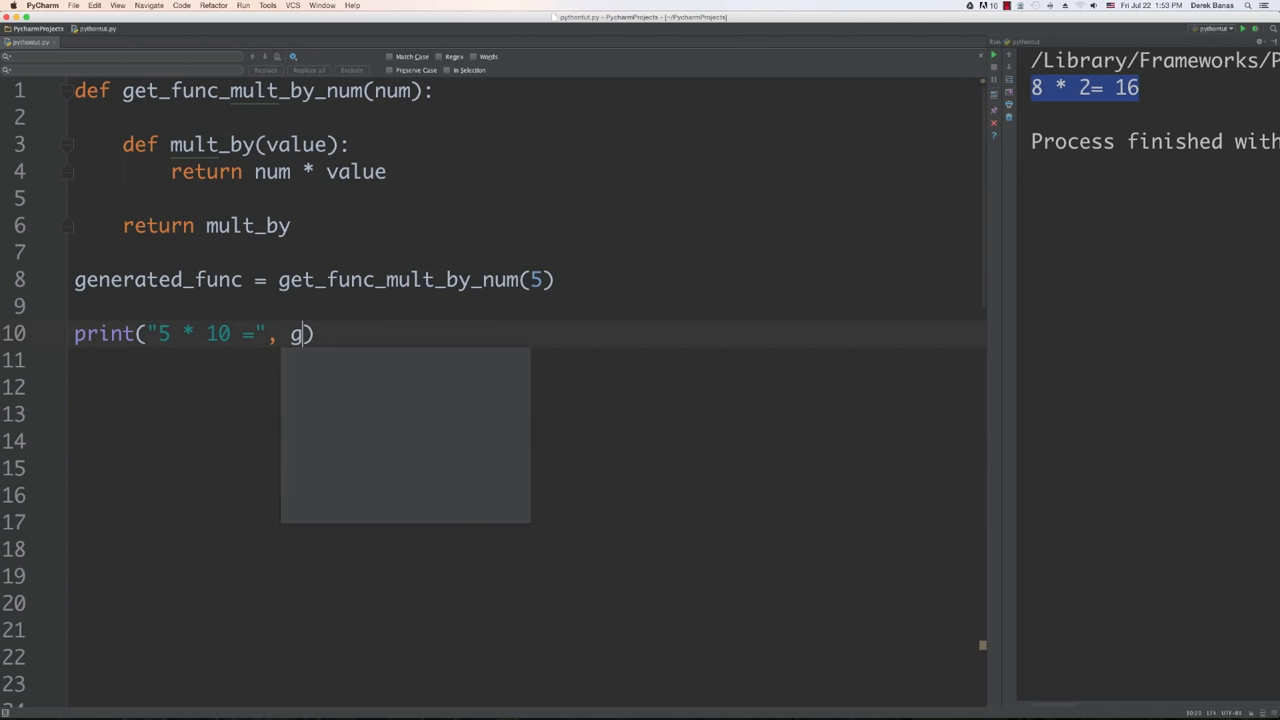 PyCharm File Edit View Navigate Code Refactor Run Tools VCS Window Help
10 Fri Jul 22 1:53 PM Derek Banas
pythontut.py - PycharmProjects - [~/PycharmProjects]
PycharmProjects pythontut.py
pythontut
pythontut.py
Run pythontut
Match Case Regex Words
Replace Replace all Exclude Preserve Case In Selection
1 def get_func_mult_by_num(num):
2
3 def mult_by(value):
4 return num * value
5
6 return mult_by
7
8 generated_func = get_func_mult_by_num(5)
9
10 print("5 * 10 =", g)
11
12
13
14
15
16
17
18
19
20
21
22
23
/Library/Frameworks/P
8 * 2= 16
Process finished with
10:20 LF UTF-8